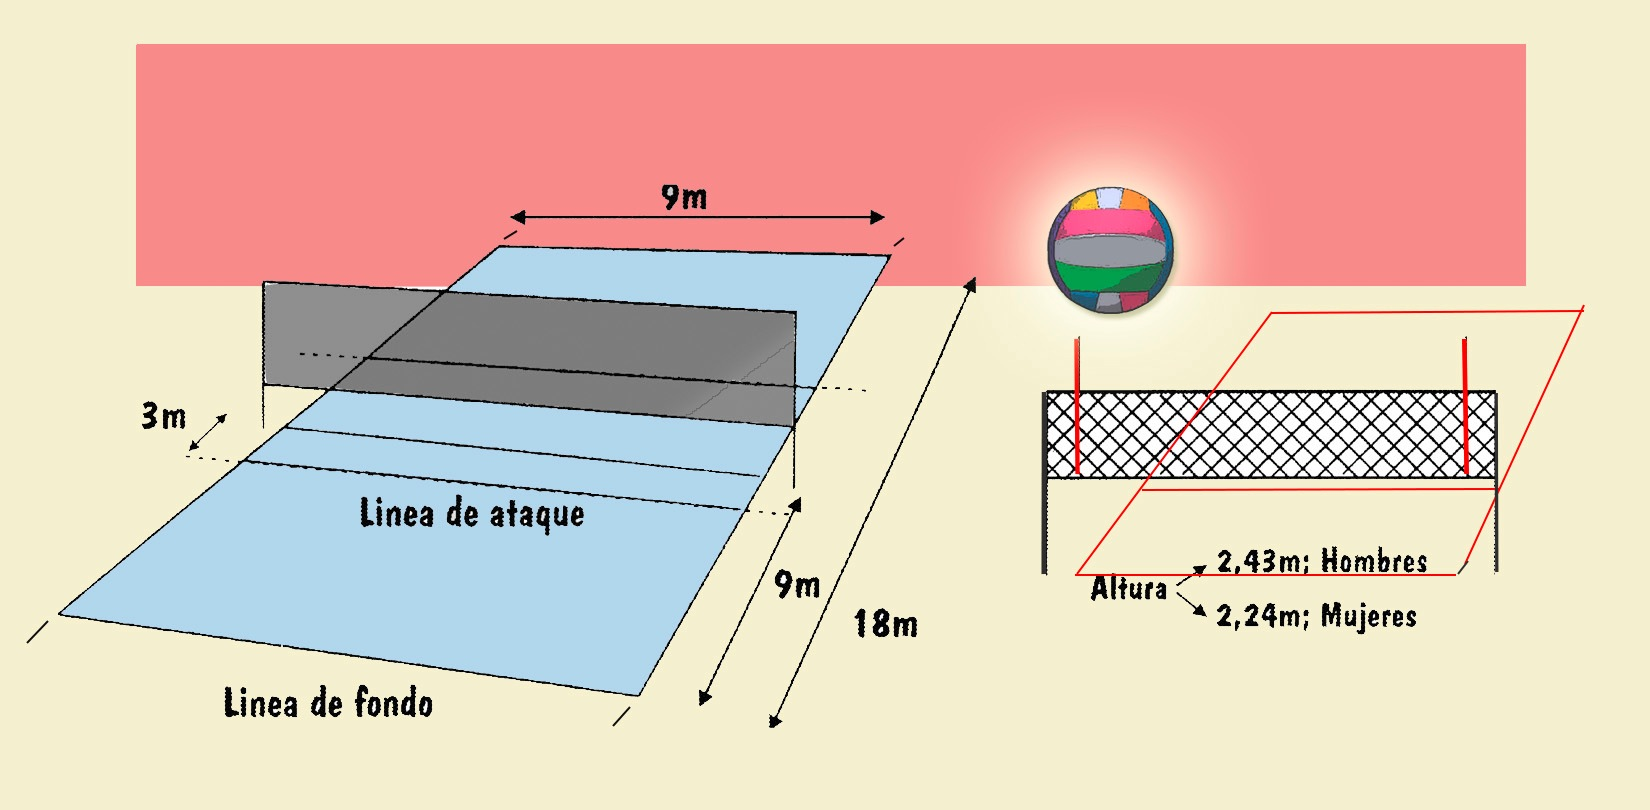 9m
3m
Linea de ataque
9m
18m
Linea de fondo
Altura
2,43m; Hombres
2,24m; Mujeres